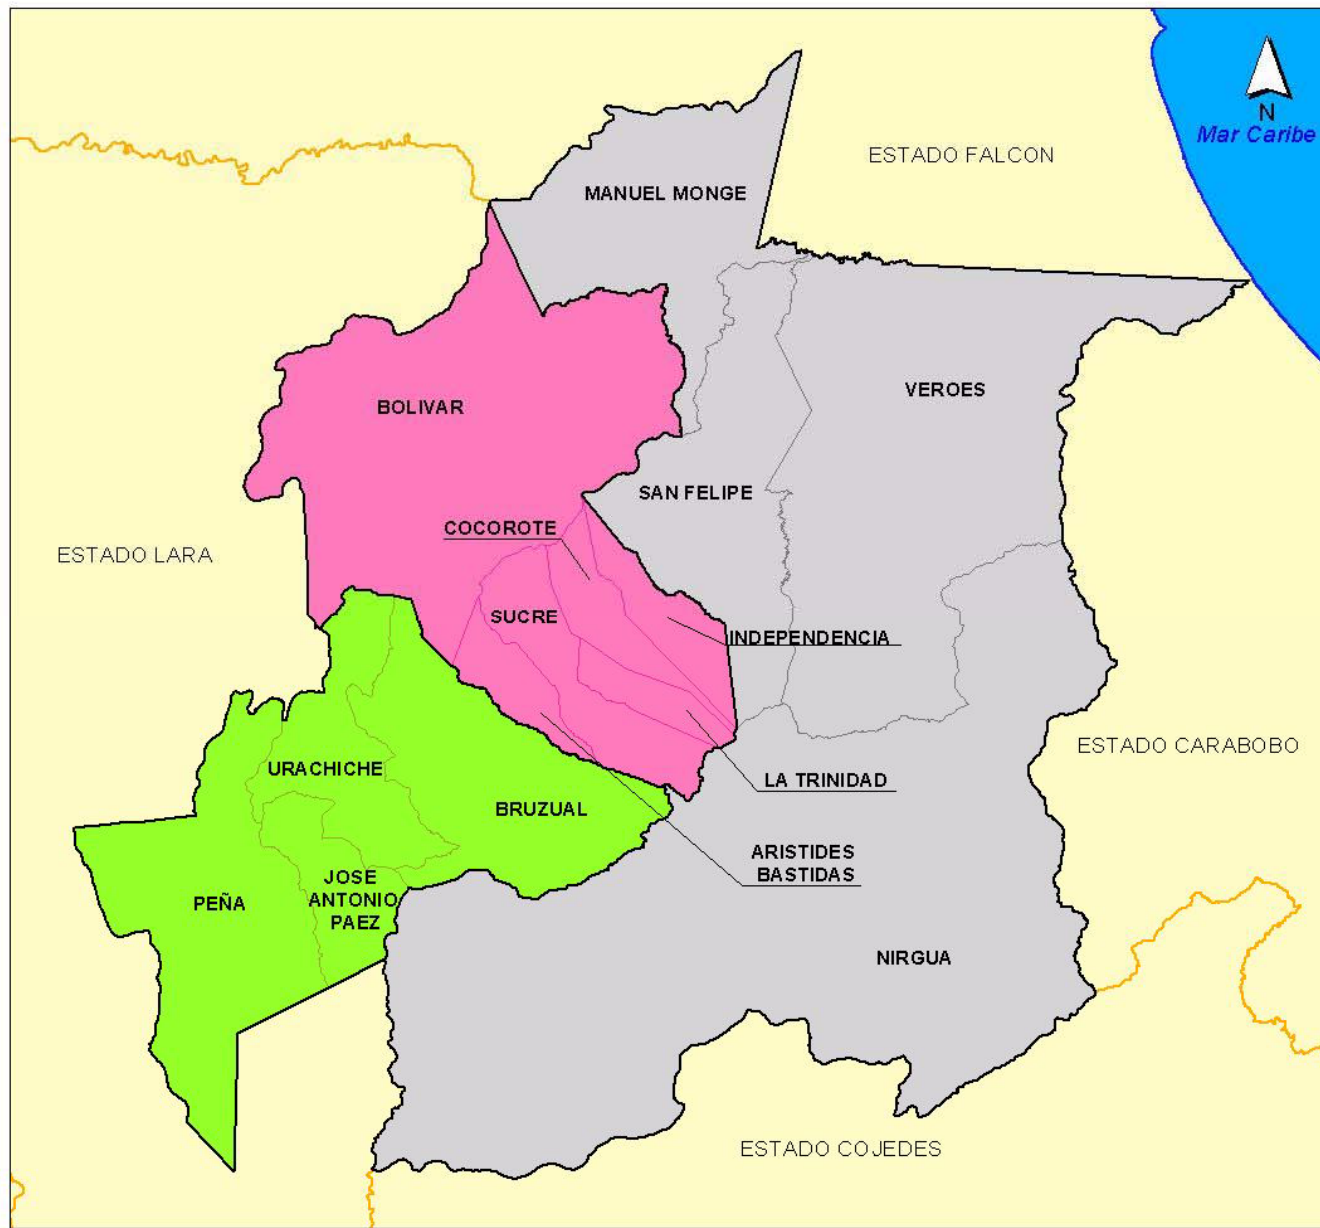 N
Mar Caribe
ESTADO FALCON
MANUEL MONGE
VEROES
BOLIVAR
SAN FELIPE
COCOROTE
ESTADO LARA
SUCRE
INDEPENDENCIA
ESTADO CARABOBO
URACHICHE
LA TRINIDAD
BRUZUAL
ARISTIDES
BASTIDAS
JOSE
ANTONIO
PAEZ
PEÑA
NIRGUA
ESTADO COJEDES